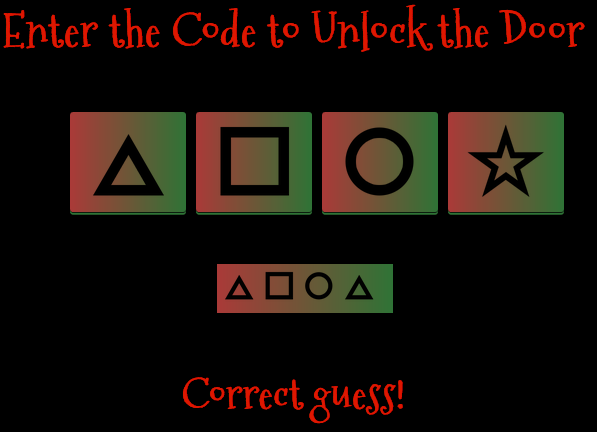 Enter the Code to Unlock the Door
Correct guess!